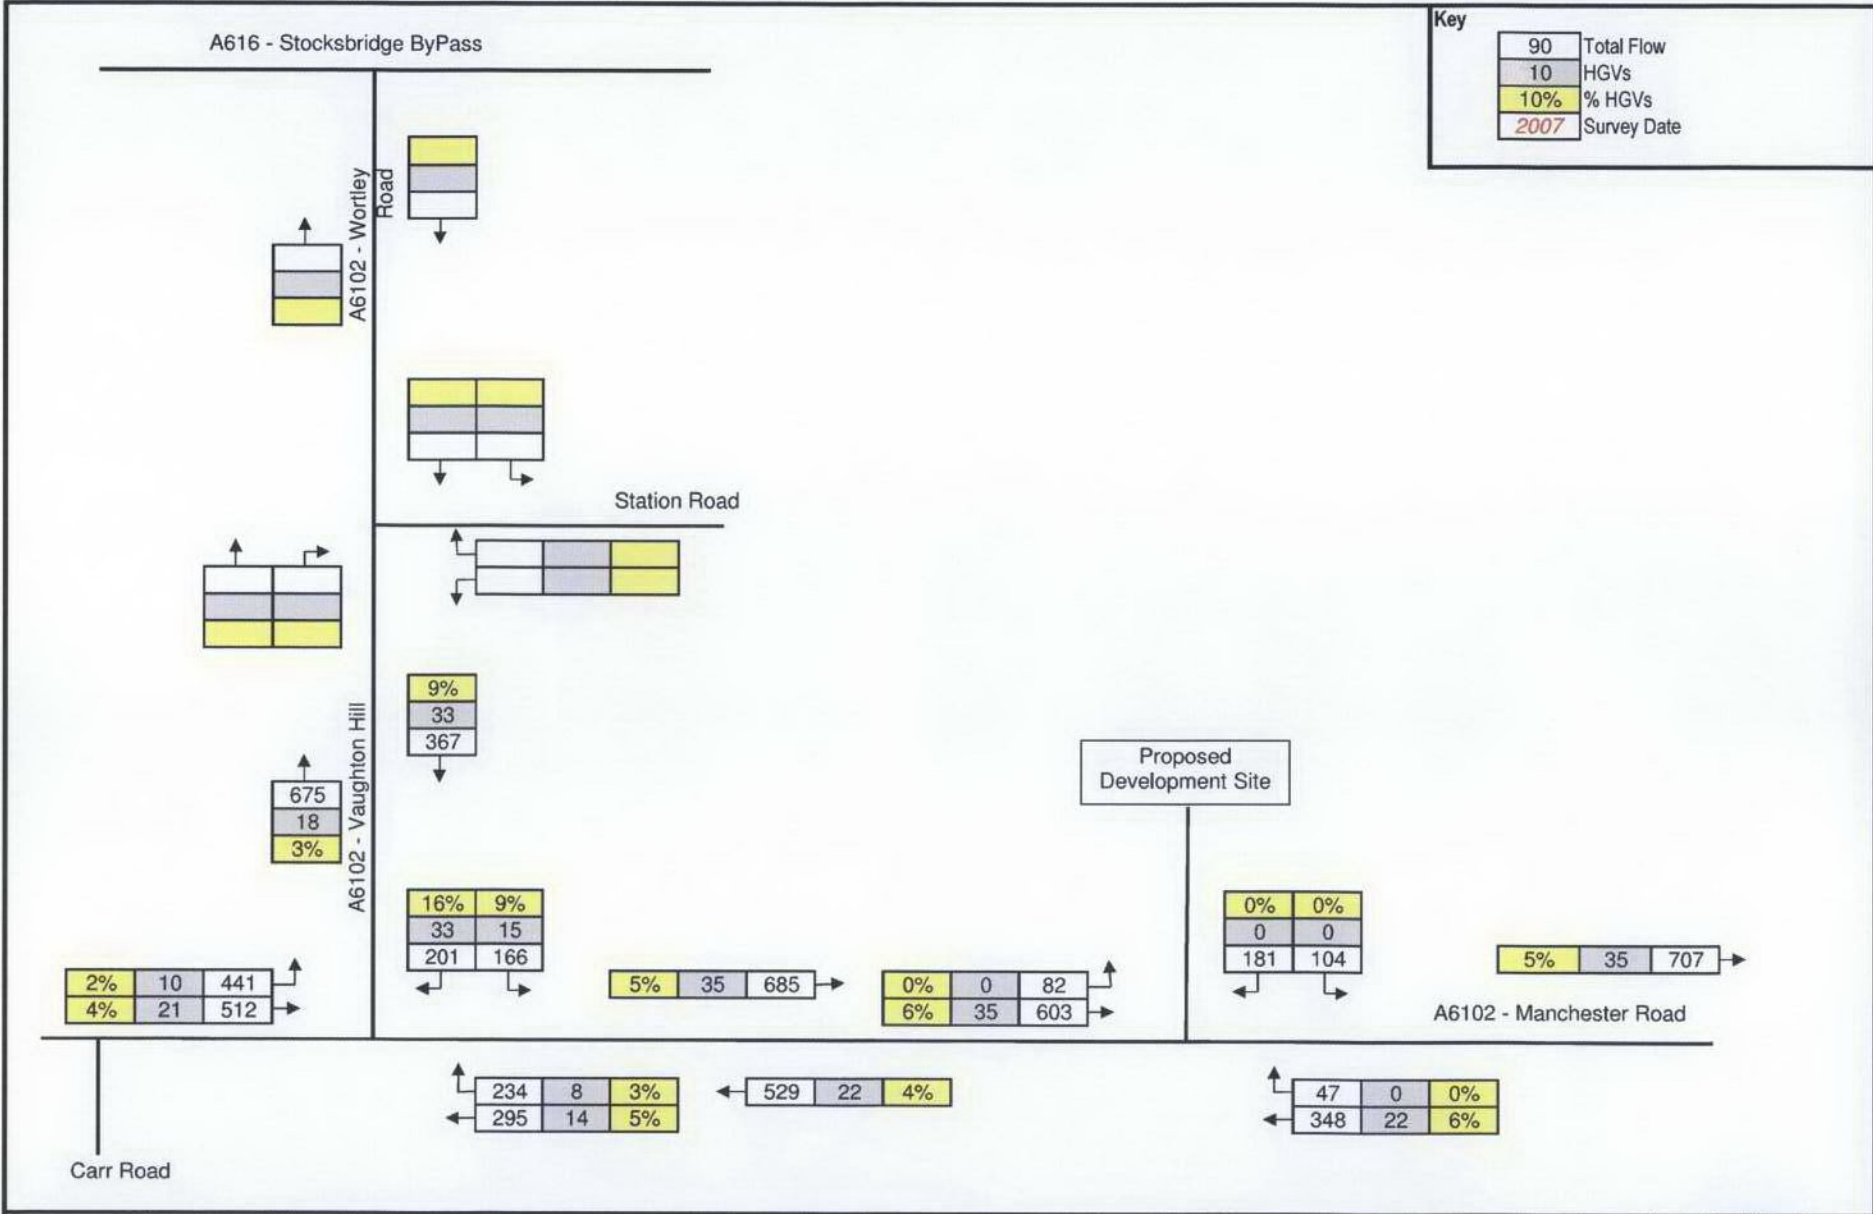 Key
90 Total Flow
10 HGVs
10% % HGVs
2007 Survey Date
A616 - Stocksbridge ByPass
A6102 - Wortley
Road
Station Road
9%
33
367
A6102 - Vaughton Hill
675
18
3%
Proposed
Development Site
16% 9%
33 15
201 166
0% 0%
0 0
181 104
2% 10 441
4% 21 512
5% 35 685
0% 0 82
6% 35 603
5% 35 707
A6102 - Manchester Road
234 8 3%
295 14 5%
529 22 4%
47 0 0%
348 22 6%
Carr Road